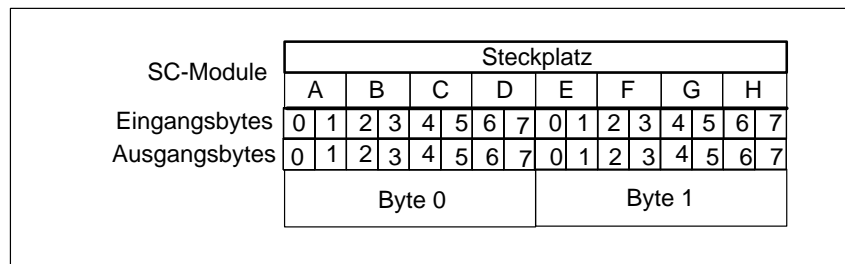 Steckplatz
SC-Module
A B C D E F G H
Eingangsbytes 0 1 2 3 4 5 6 7 0 1 2 3 4 5 6 7
Ausgangsbytes 0 1 2 3 4 5 6 7 0 1 2 3 4 5 6 7
Byte 0 Byte 1